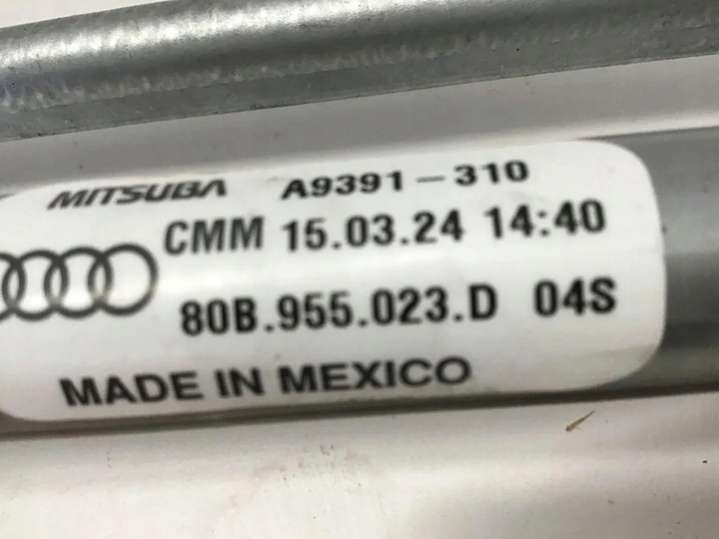 MITSUBA A9391-310
CMM 15.03.24 14:40
80B.955.023.D 04S
MADE IN MEXICO